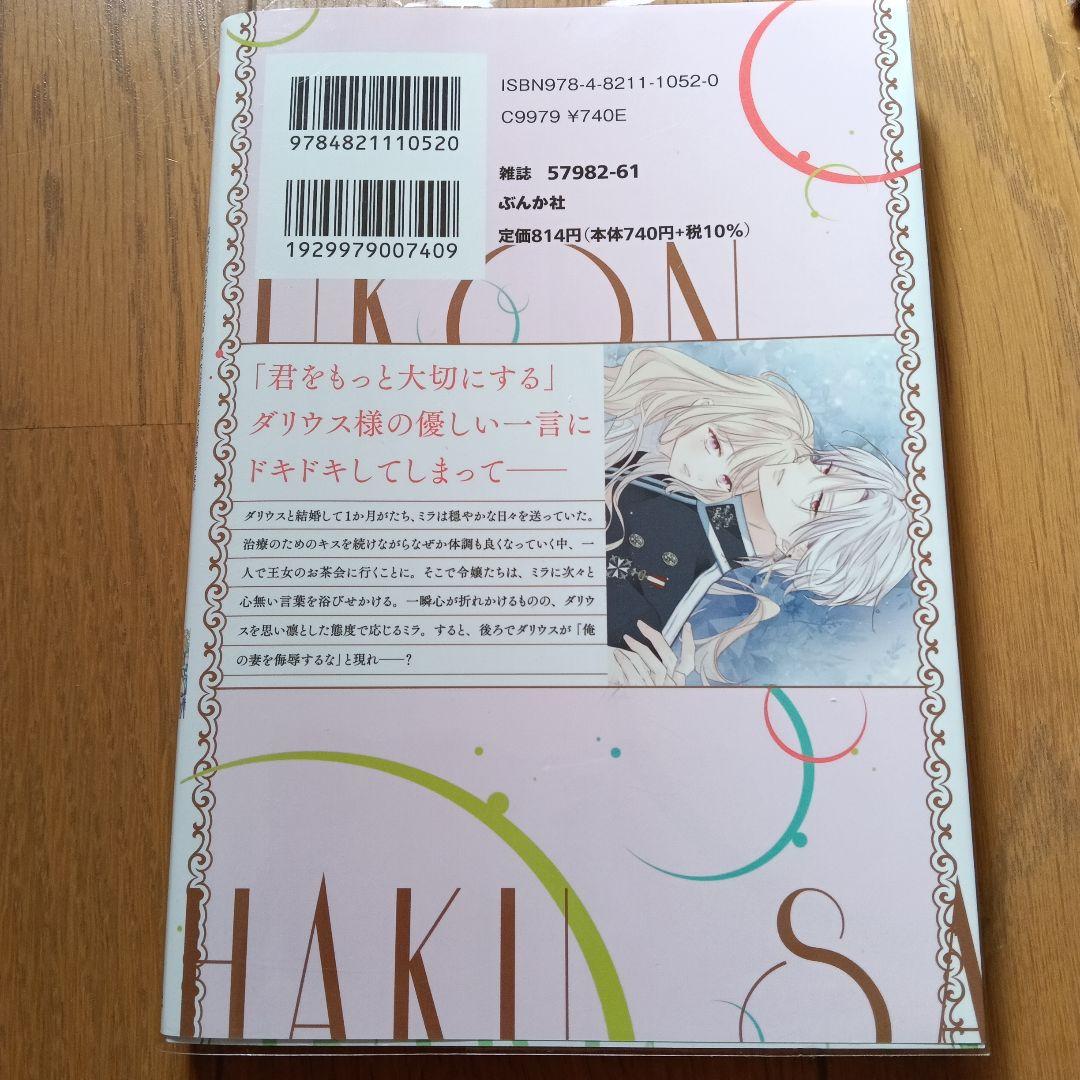 9784821110520
1929979007409
ISBN978-4-8211-1052-0
C9979 ¥740E
雑誌 57982-61
ぶんか社
定価814円(本体740円+税10%)
「君をもっと大切にする」
ダリウス様の優しい一言に
ドキドキしてしまって――
ダリウスと結婚して1か月がたち、ミラは穏やかな日々を送っていた。
治療のためのキスを続けながらなぜか体調も良くなっていく中、一
人で王女のお茶会に行くことに。そこで令嬢たちは、ミラに次々と
心無い言葉を浴びせかける。一瞬心が折れかけるものの、ダリウ
スを思い凛とした態度で応じるミラ。すると、後ろでダリウスが「俺
の妻を侮辱するな」と現れ――?
HAKU SA